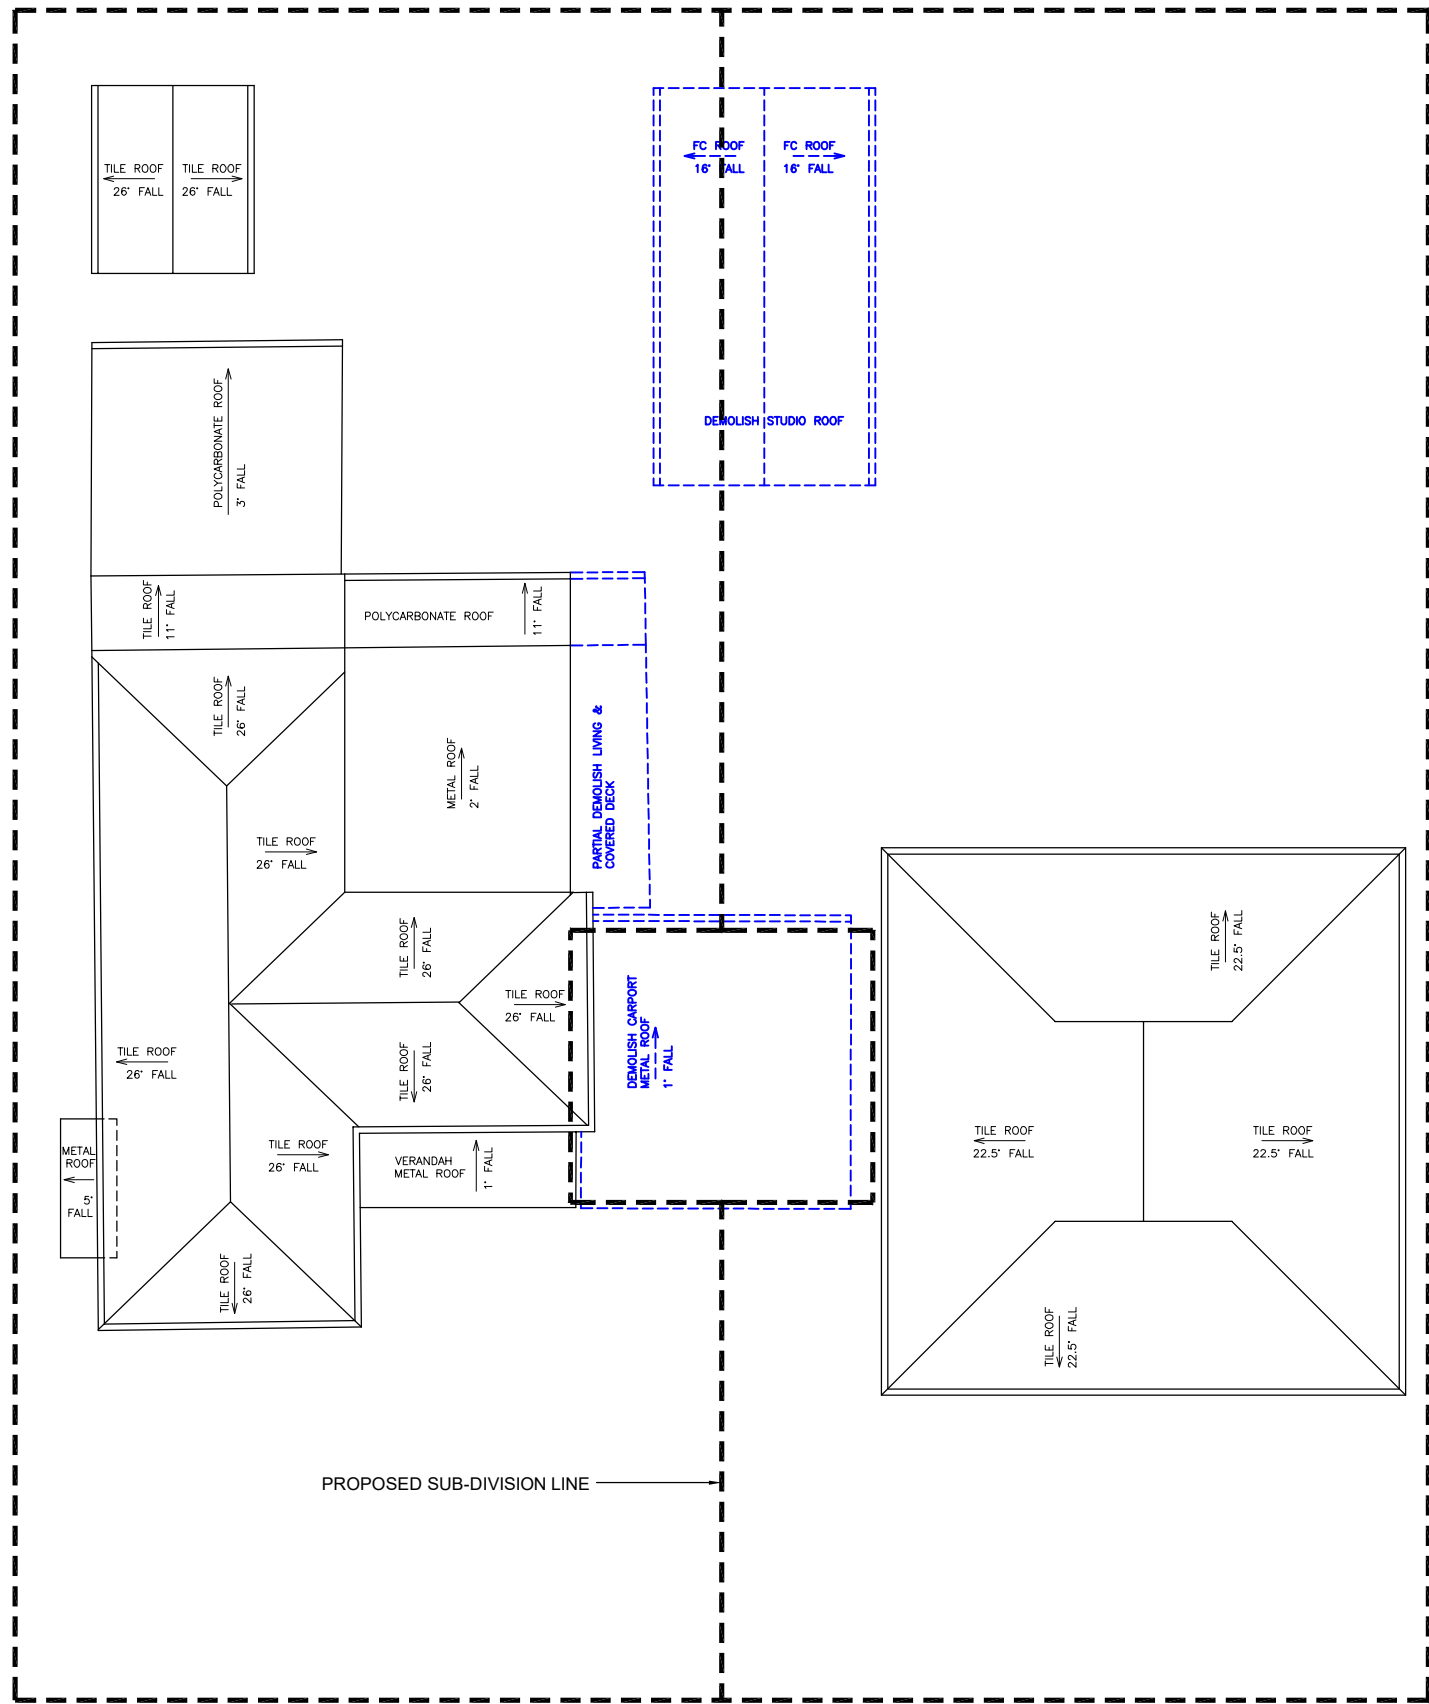 TILE ROOF
26° FALL
TILE ROOF
26° FALL
FC ROOF
16° FALL
FC ROOF
16° FALL
DEMOLISH STUDIO ROOF
POLYCARBONATE ROOF
3° FALL
TILE ROOF
11° FALL
POLYCARBONATE ROOF
11° FALL
TILE ROOF
26° FALL
METAL ROOF
2° FALL
PARTIAL DEMOLISH LIVING &
COVERED DECK
TILE ROOF
26° FALL
TILE ROOF
26° FALL
TILE ROOF
26° FALL
DEMOLISH CARPORT
METAL ROOF
1° FALL
TILE ROOF
22.5° FALL
TILE ROOF
26° FALL
TILE ROOF
26° FALL
METAL
ROOF
5°
FALL
TILE ROOF
26° FALL
VERANDAH
METAL ROOF
1° FALL
TILE ROOF
22.5° FALL
TILE ROOF
22.5° FALL
TILE ROOF
26° FALL
TILE ROOF
22.5° FALL
PROPOSED SUB-DIVISION LINE